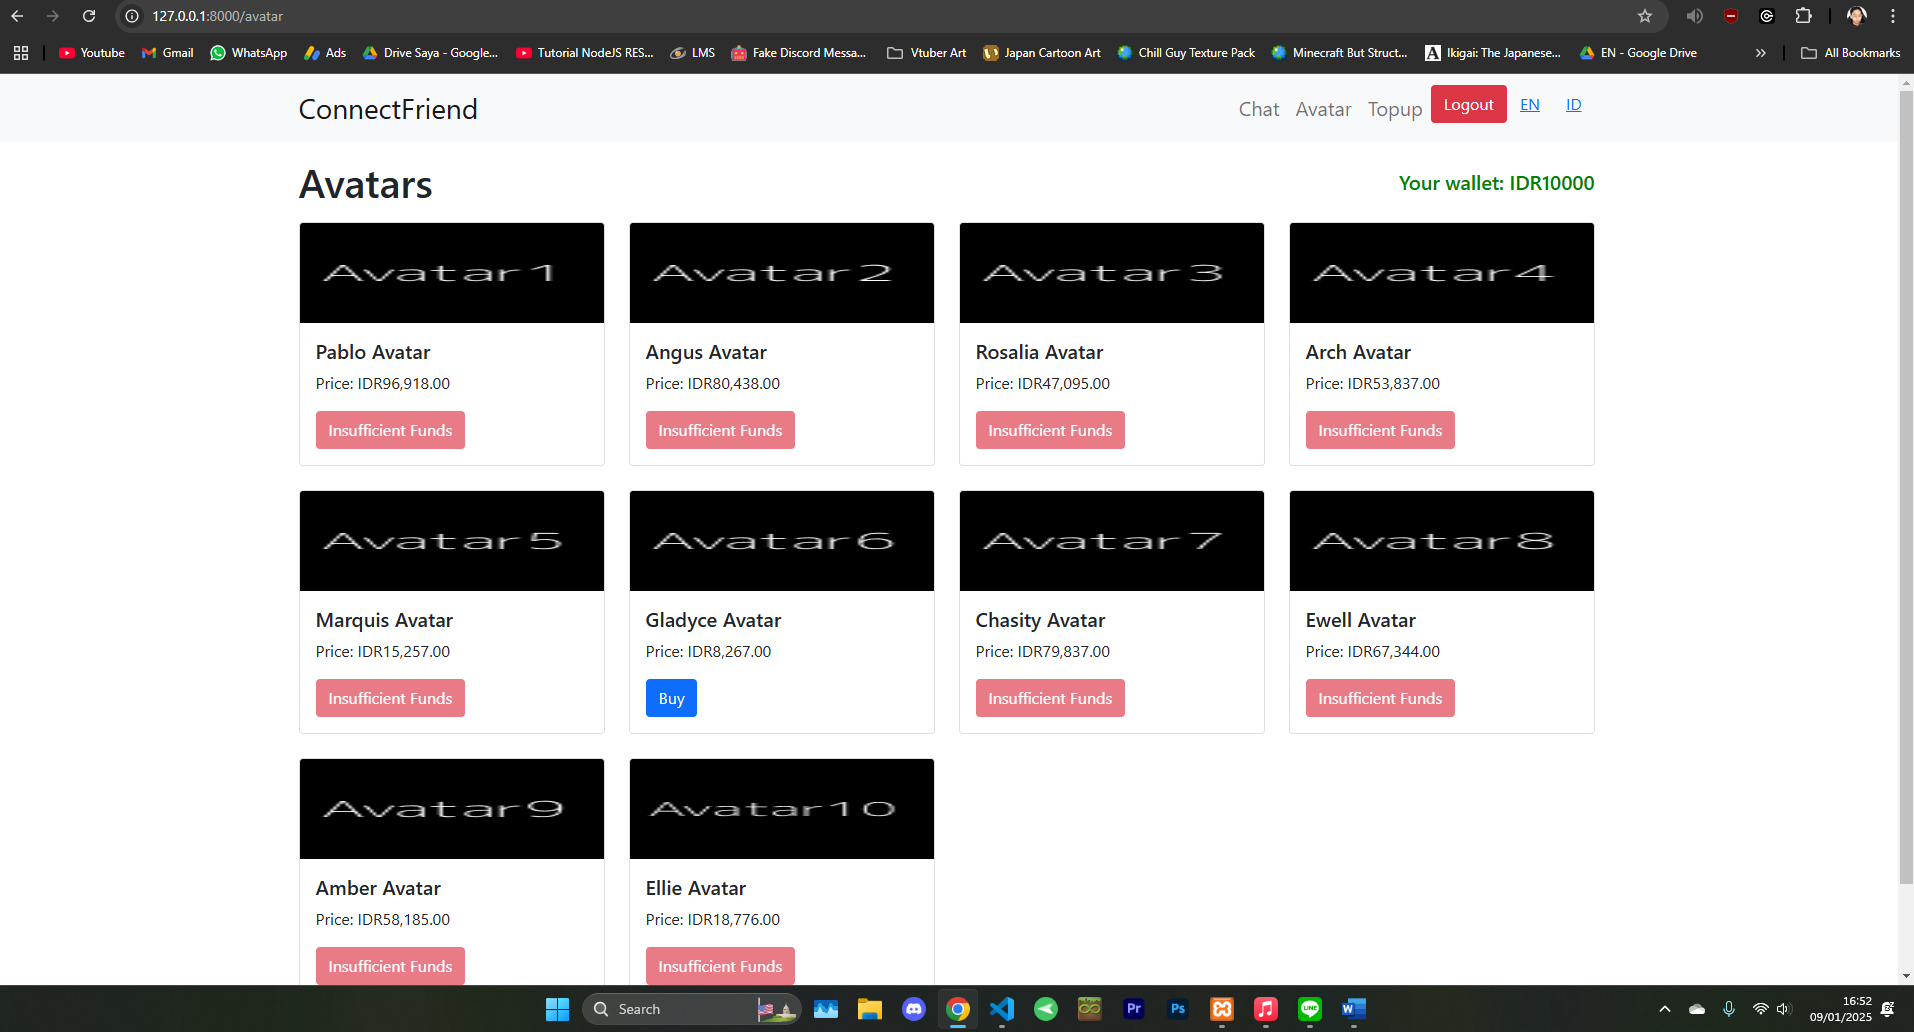 127.0.0.1:8000/avatar
Youtube
Gmail
WhatsApp
Ads
Drive Saya - Google...
Tutorial NodeJS RES...
LMS
Fake Discord Messa...
Vtuber Art
Japan Cartoon Art
Chill Guy Texture Pack
Minecraft But Struct...
Ikigai: The Japanese...
EN - Google Drive
»
All Bookmarks
ConnectFriend
Chat
Avatar
Topup
Logout
EN
ID
Avatars
Your wallet: IDR10000
Avatar1
Avatar2
Avatar3
Avatar4
Pablo Avatar
Angus Avatar
Rosalia Avatar
Arch Avatar
Price: IDR96,918.00
Price: IDR80,438.00
Price: IDR47,095.00
Price: IDR53,837.00
Insufficient Funds
Insufficient Funds
Insufficient Funds
Insufficient Funds
Avatar5
Avatar6
Avatar7
Avatar8
Marquis Avatar
Gladyce Avatar
Chasity Avatar
Ewell Avatar
Price: IDR15,257.00
Price: IDR8,267.00
Price: IDR79,837.00
Price: IDR67,344.00
Insufficient Funds
Buy
Insufficient Funds
Insufficient Funds
Avatar9
Avatar10
Amber Avatar
Ellie Avatar
Price: IDR58,185.00
Price: IDR18,776.00
Insufficient Funds
Insufficient Funds
Search
Pr
Ps
LINE
W
16:52
09/01/2025